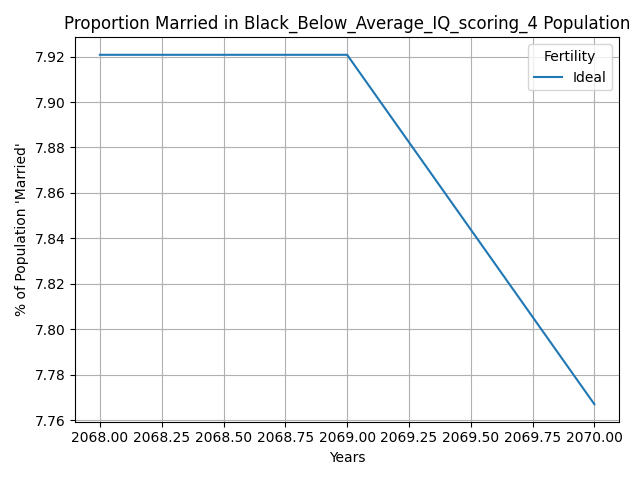 Proportion Married in Black_Below_Average_IQ_scoring_4 Population
Fertility
Ideal
% of Population 'Married'
7.92
7.90
7.88
7.86
7.84
7.82
7.80
7.78
7.76
2068.00 2068.25 2068.50 2068.75 2069.00 2069.25 2069.50 2069.75 2070.00
Years